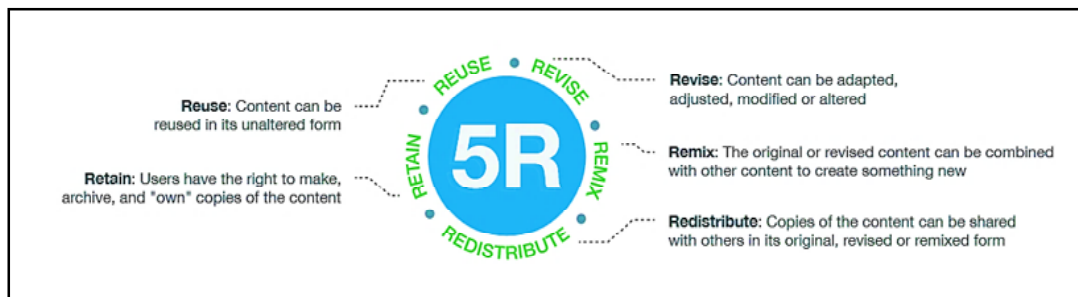 REUSE
REVISE
REMIX
REDISTRIBUTE
RETAIN
5R
Reuse: Content can be
reused in its unaltered form
Retain: Users have the right to make,
archive, and "own" copies of the content
Revise: Content can be adapted,
adjusted, modified or altered
Remix: The original or revised content can be combined
with other content to create something new
Redistribute: Copies of the content can be shared
with others in its original, revised or remixed form